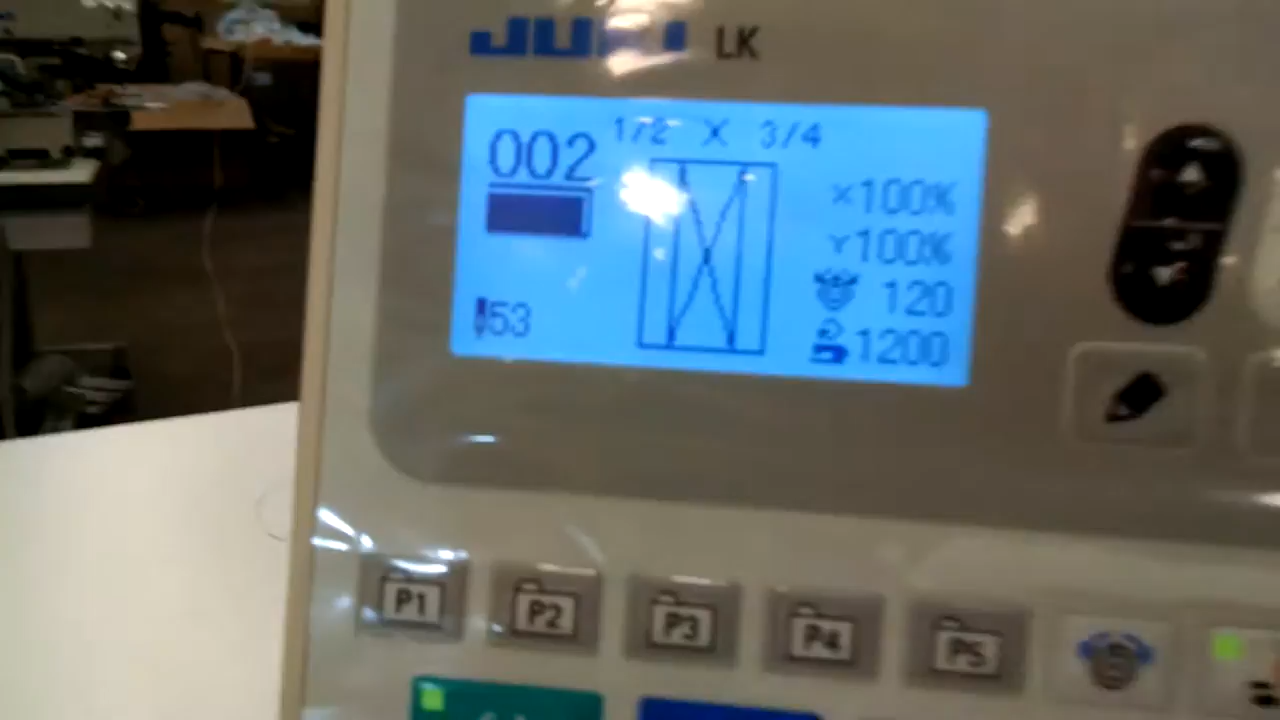 JUKI LK
002 1/2 X 3/4
X100%
Y100%
120
53
1200
P1 P2 P3 P4 P5